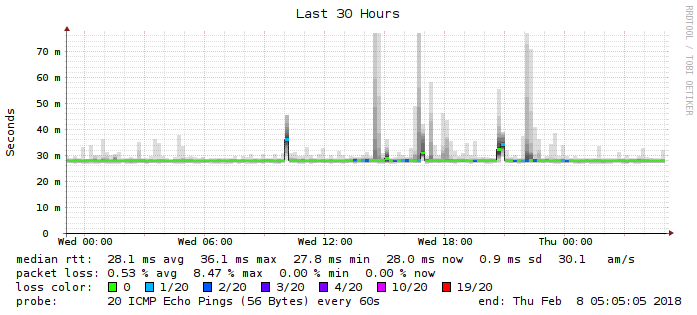 Last 30 Hours
RRDTOOL / TOBI OETIKER
Seconds
70 m
60 m
50 m
40 m
30 m
20 m
10 m
0
Wed 00:00 Wed 06:00 Wed 12:00 Wed 18:00 Thu 00:00
median rtt: 28.1 ms avg 36.1 ms max 27.8 ms min 28.0 ms now 0.9 ms sd 30.1 am/s
packet loss: 0.53 % avg 8.47 % max 0.00 % min 0.00 % now
loss color: 0 1/20 2/20 3/20 4/20 10/20 19/20
probe: 20 ICMP Echo Pings (56 Bytes) every 60s end: Thu Feb 8 05:05:05 2018